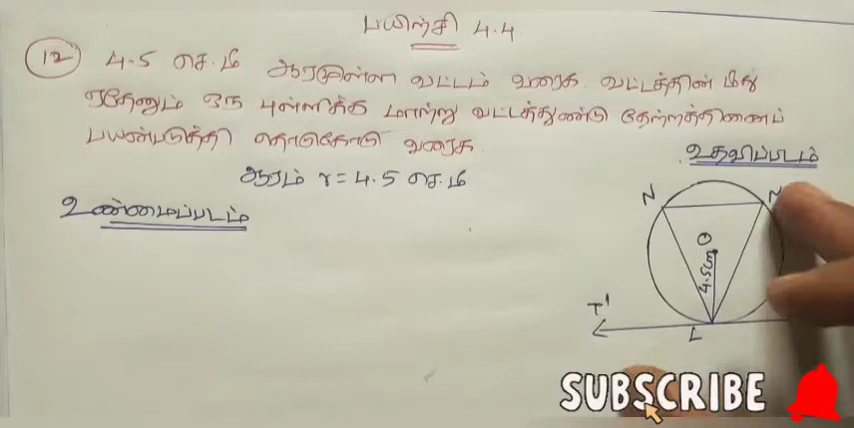 பயிற்சி 4.4
12 4.5 செ.மீ ஆரமுள்ள வட்டம் வரைக. வட்டத்தின் மீது
ஏதேனும் ஒரு புள்ளிக்கு மாற்று வட்டத்துண்டு தேற்றத்தினைப்
பயன்படுத்தி தொடுகோடு வரைக.
உதவிப்படம்
ஆரம் r = 4.5 செ.மீ
உண்மைப்படம்
N
O
4.5cm
T'
L
SUBSCRIBE